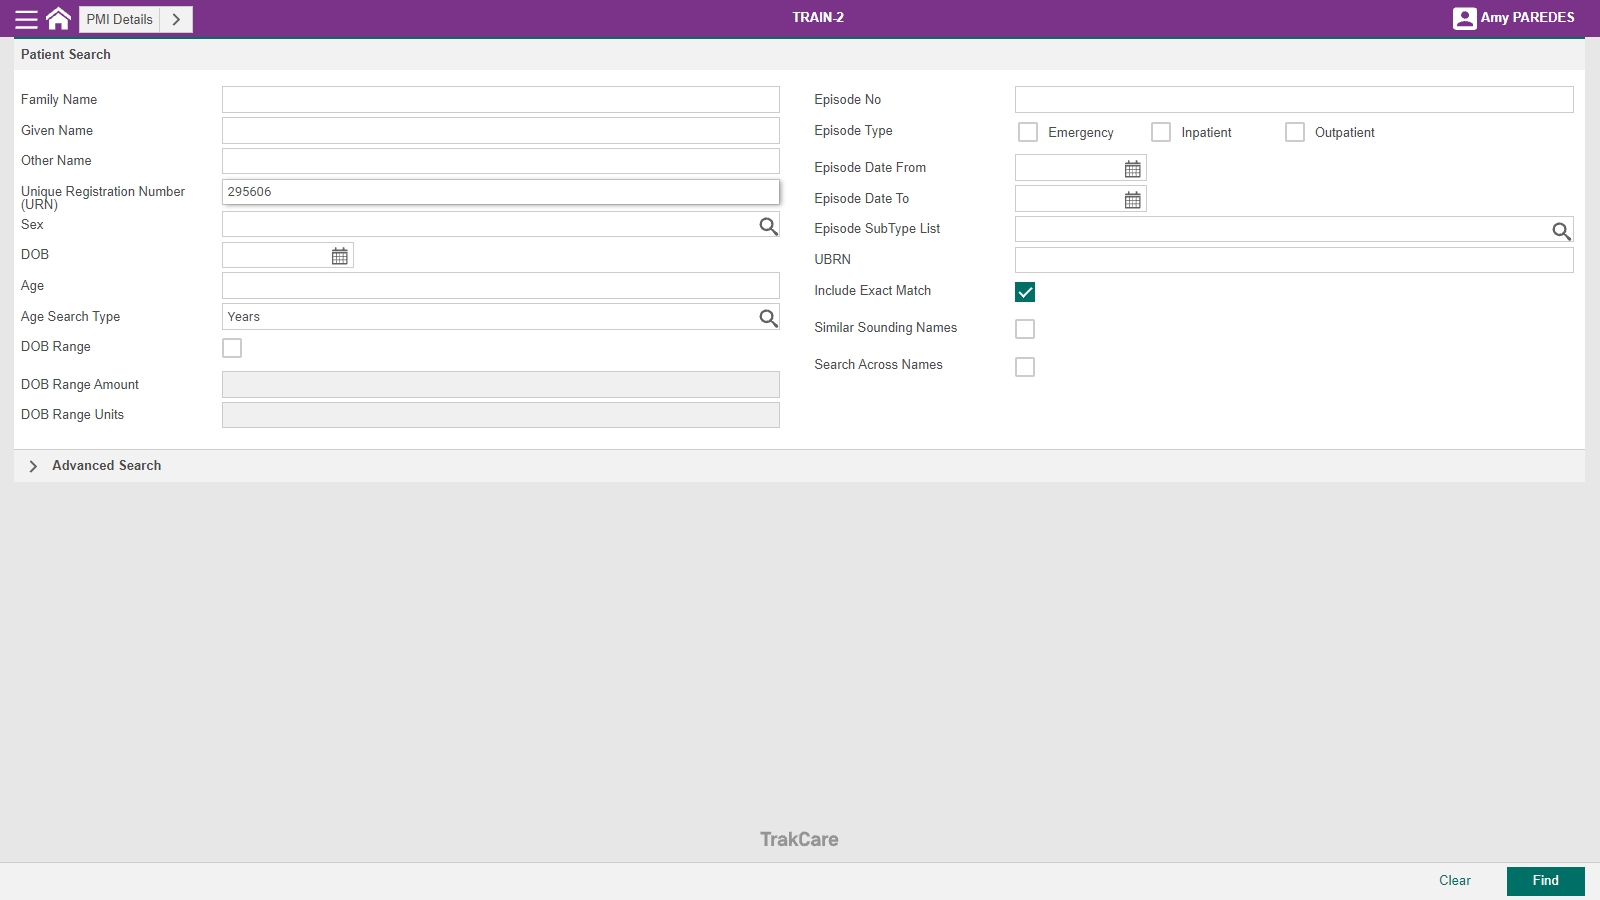 PMI Details
TRAIN-2
Amy PAREDES
Patient Search
Family Name
Given Name
Other Name
Unique Registration Number
(URN)
295606
Sex
DOB
Age
Age Search Type
Years
DOB Range
DOB Range Amount
DOB Range Units
Episode No
Episode Type
Emergency
Inpatient
Outpatient
Episode Date From
Episode Date To
Episode SubType List
UBRN
Include Exact Match
Similar Sounding Names
Search Across Names
Advanced Search
TrakCare
Clear
Find